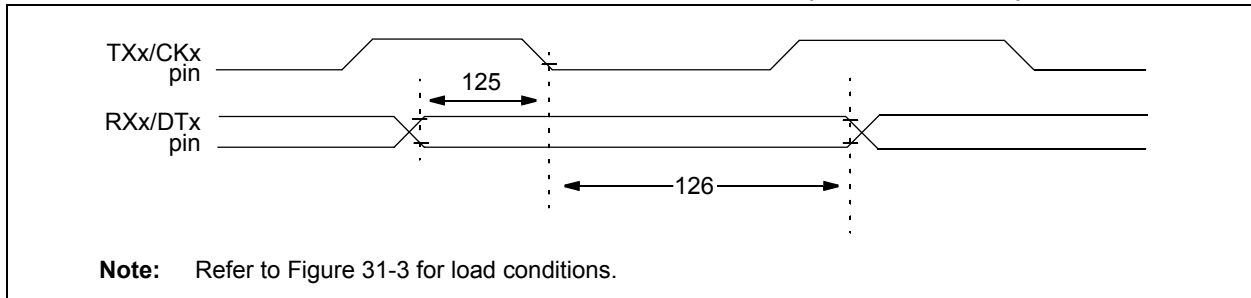 TXx/CKx
pin
125
RXx/DTx
pin
126
Note: Refer to Figure 31-3 for load conditions.